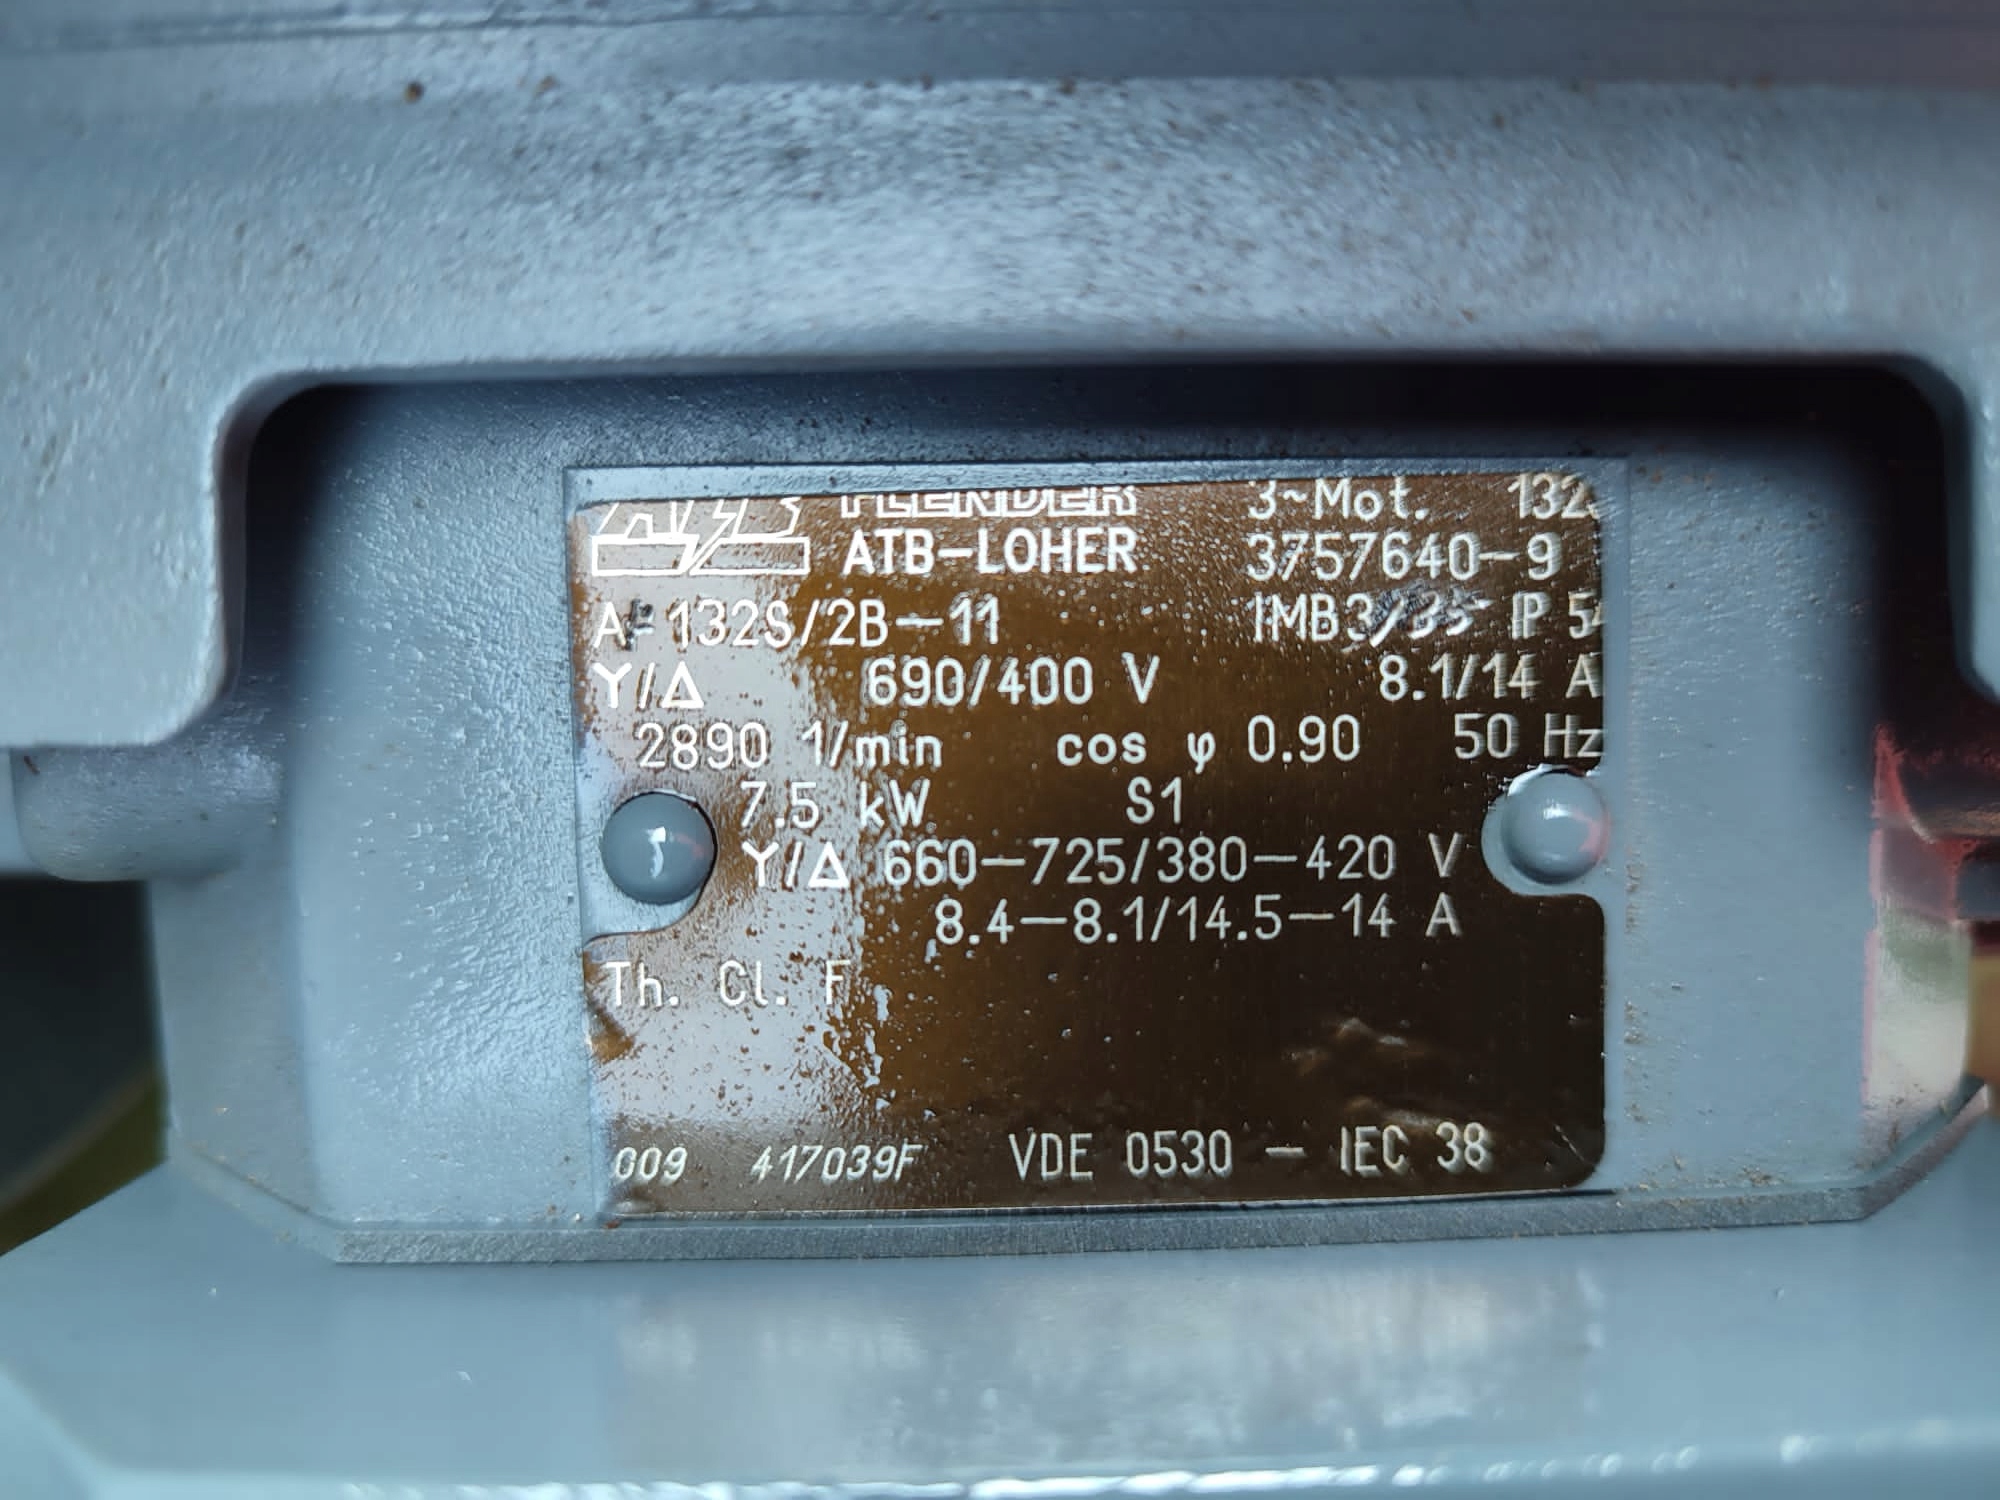 FLENDER 3~Mot. 132
ATB-LOHER 3757640-9
132S/2B-11 IMB3/35 IP 54
Y/Δ 690/400 V 8.1/14 A
2890 1/min cos φ 0.90 50 Hz
7.5 kW S1
Y/Δ 660-725/380-420 V
8.4-8.1/14.5-14 A
Th. Cl. F
009 417039F VDE 0530 - IEC 38